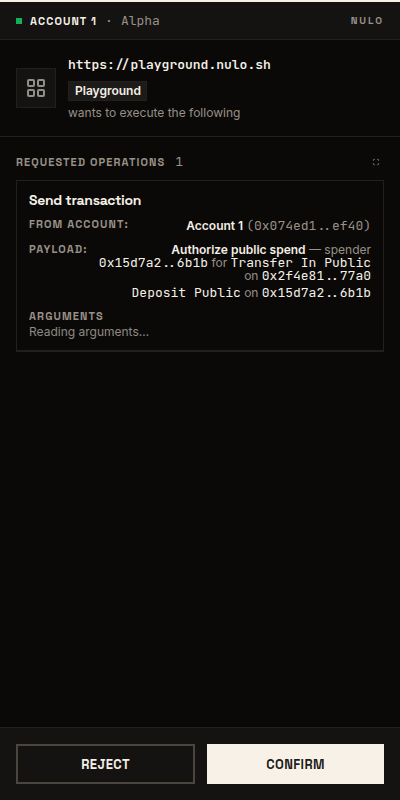 ACCOUNT 1 · Alpha NULO
https://playground.nulo.sh
Playground
wants to execute the following
REQUESTED OPERATIONS 1
Send transaction
FROM ACCOUNT: Account 1 (0x074ed1..ef40)
PAYLOAD: Authorize public spend — spender
0x15d7a2..6b1b for Transfer In Public
on 0x2f4e81..77a0
Deposit Public on 0x15d7a2..6b1b
ARGUMENTS
Reading arguments...
REJECT CONFIRM